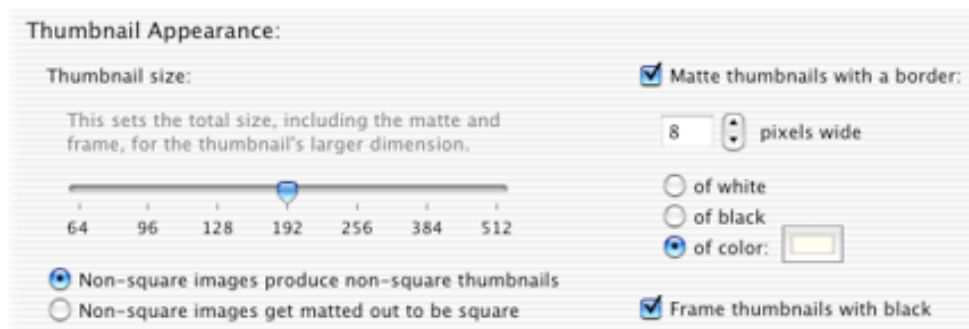 Thumbnail Appearance:
Thumbnail size:
This sets the total size, including the matte and
frame, for the thumbnail's larger dimension.
64 96 128 192 256 384 512
Non-square images produce non-square thumbnails
Non-square images get matted out to be square
Matte thumbnails with a border:
8 pixels wide
of white
of black
of color:
Frame thumbnails with black